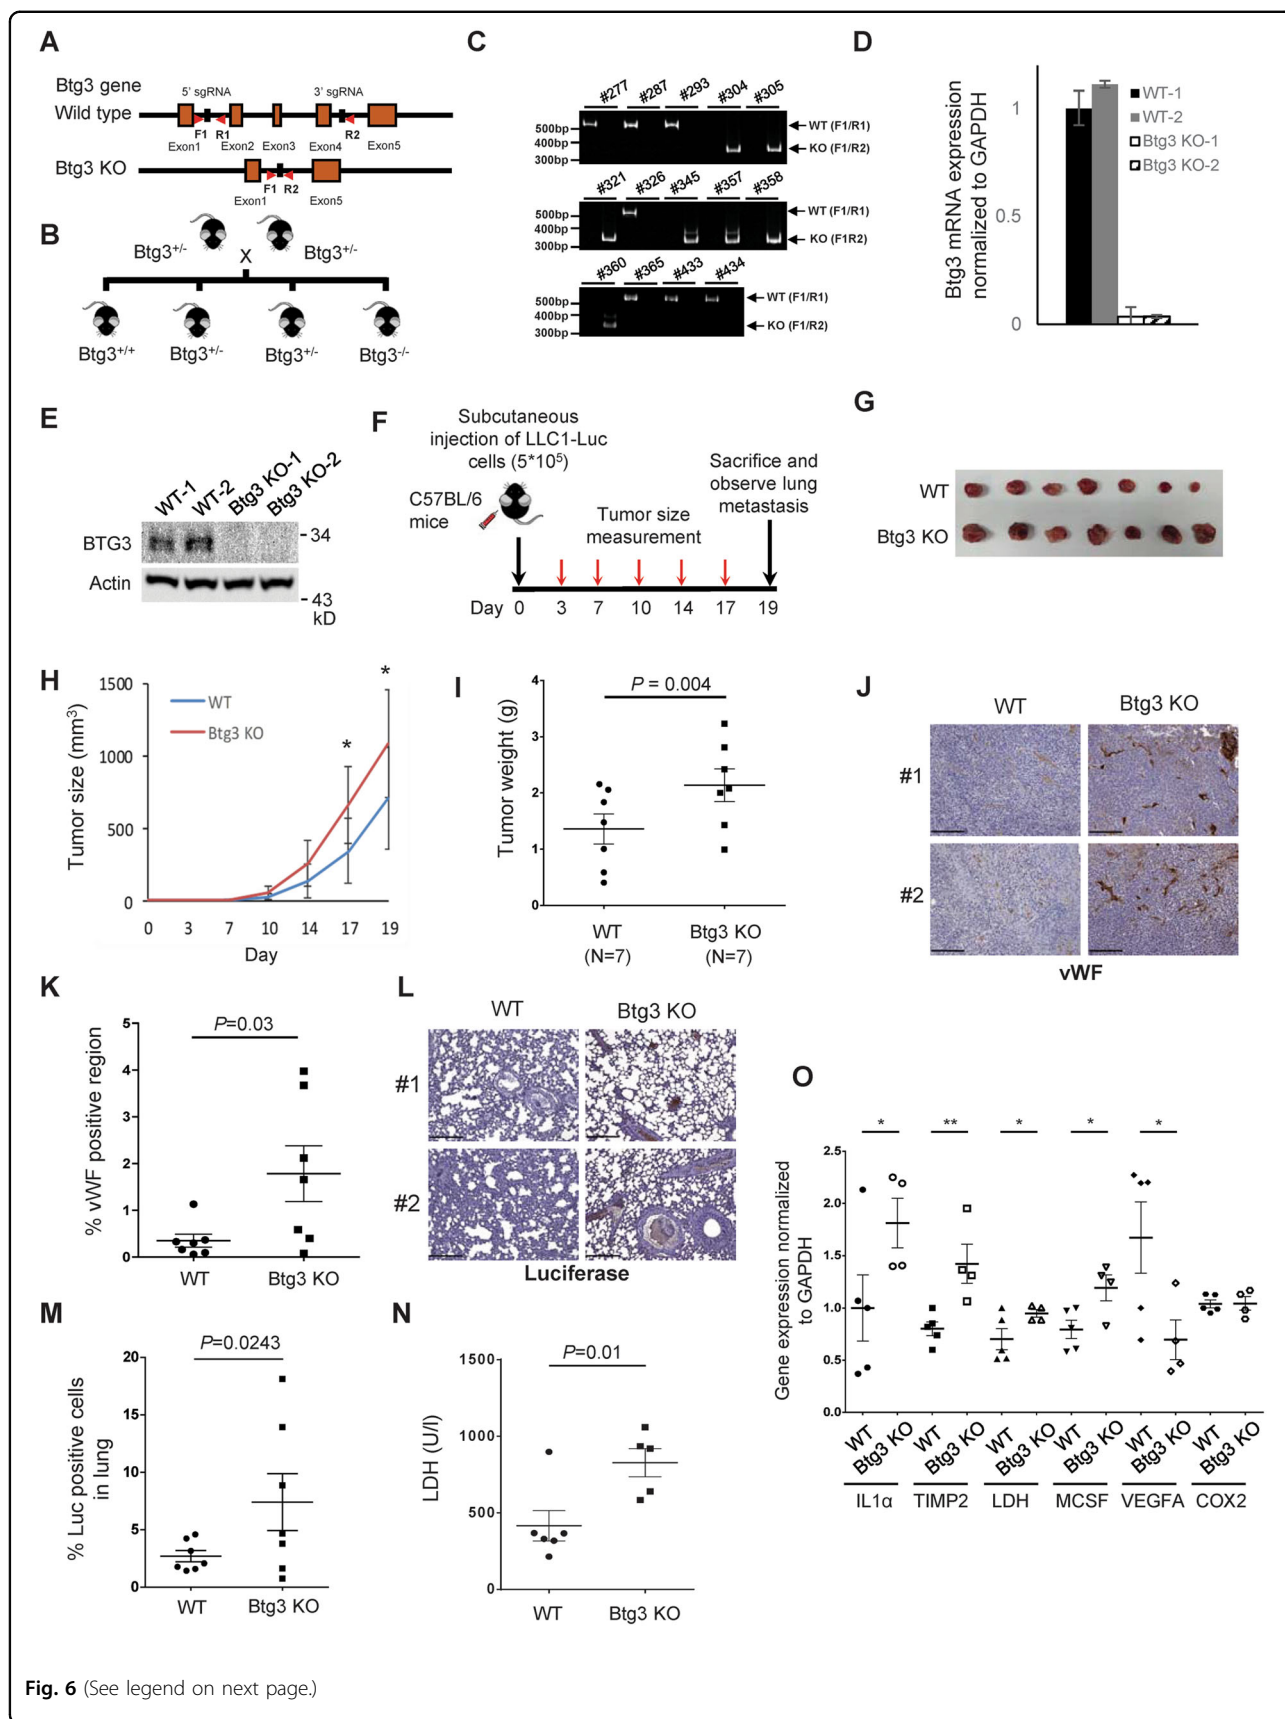 A
Btg3 gene
5' sgRNA 3' sgRNA
Wild type
F1 R1 R2
Exon1 Exon2 Exon3 Exon4 Exon5
Btg3 KO
F1 R2
Exon1 Exon5
B
Btg3+/- X Btg3+/-
Btg3+/+ Btg3+/- Btg3+/- Btg3-/-
C
#277 #287 #293 #304 #305
500bp
400bp
300bp
WT (F1/R1)
KO (F1/R2)
#321 #326 #345 #357 #358
500bp
400bp
300bp
WT (F1/R1)
KO (F1R2)
#360 #365 #433 #434
500bp
400bp
300bp
WT (F1/R1)
KO (F1/R2)
D
Btg3 mRNA expression
normalized to GAPDH
1
0.5
0
WT-1
WT-2
Btg3 KO-1
Btg3 KO-2
E
WT-1 WT-2 Btg3 KO-1 Btg3 KO-2
BTG3
34
Actin
43
kD
F
Subcutaneous
injection of LLC1-Luc
cells (5*10⁵)
C57BL/6
mice
Tumor size
measurement
Sacrifice and
observe lung
metastasis
Day 0 3 7 10 14 17 19
G
WT
Btg3 KO
H
Tumor size (mm³)
1500
1000
500
0
WT
Btg3 KO
*
*
0 3 7 10 14 17 19
Day
I
Tumor weight (g)
4
3
2
1
0
P = 0.004
WT Btg3 KO
(N=7) (N=7)
J
WT Btg3 KO
#1
#2
vWF
K
% vWF positive region
5
4
3
2
1
0
P=0.03
WT Btg3 KO
L
WT Btg3 KO
#1
#2
Luciferase
M
% Luc positive cells
in lung
20
15
10
5
0
P=0.0243
WT Btg3 KO
N
LDH (U/l)
1500
1000
500
0
P=0.01
WT Btg3 KO
O
Gene expression normalized
to GAPDH
2.5
2.0
1.5
1.0
0.5
0.0
* ** * * *
WT Btg3 KO WT Btg3 KO WT Btg3 KO WT Btg3 KO WT Btg3 KO WT Btg3 KO
IL1α TIMP2 LDH MCSF VEGFA COX2
Fig. 6 (See legend on next page.)